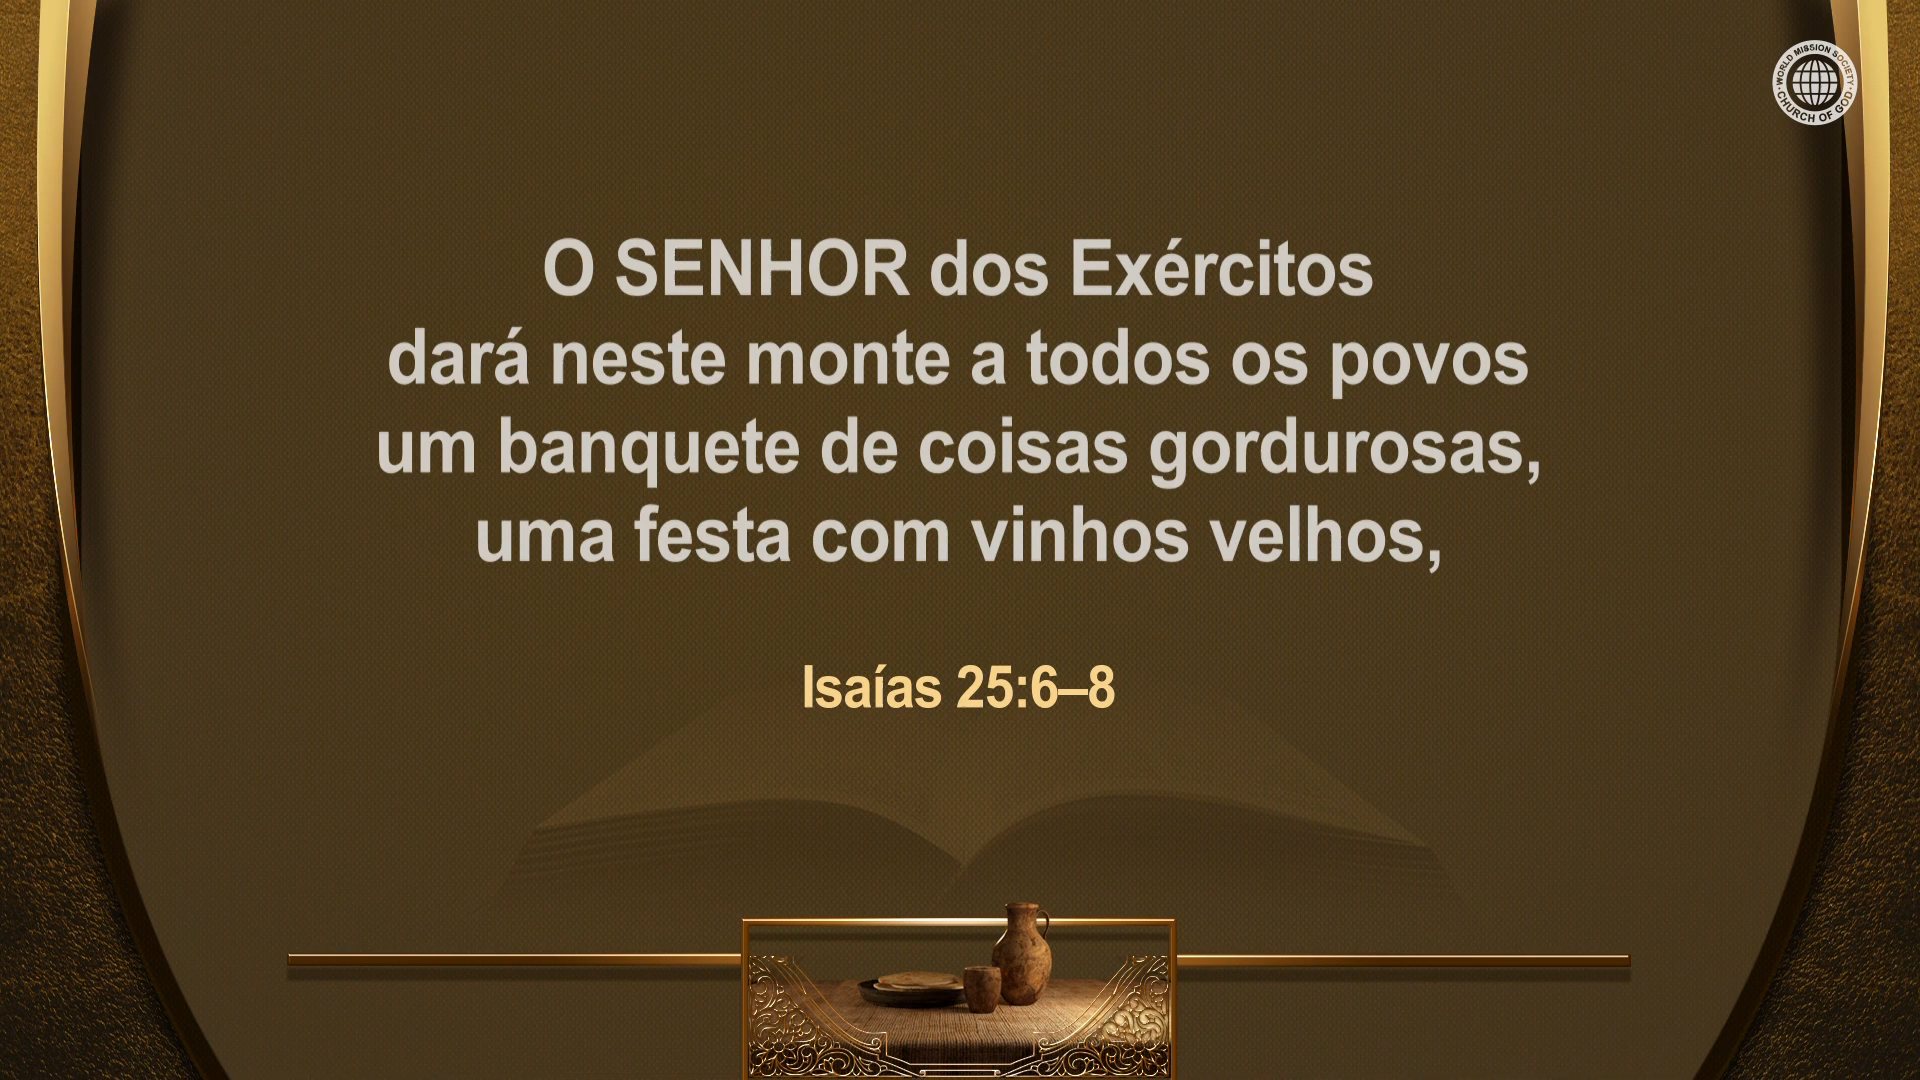 WORLD MISSION SOCIETY
CHURCH OF GOD
O SENHOR dos Exércitos
dará neste monte a todos os povos
um banquete de coisas gordurosas,
uma festa com vinhos velhos,
Isaías 25:6–8